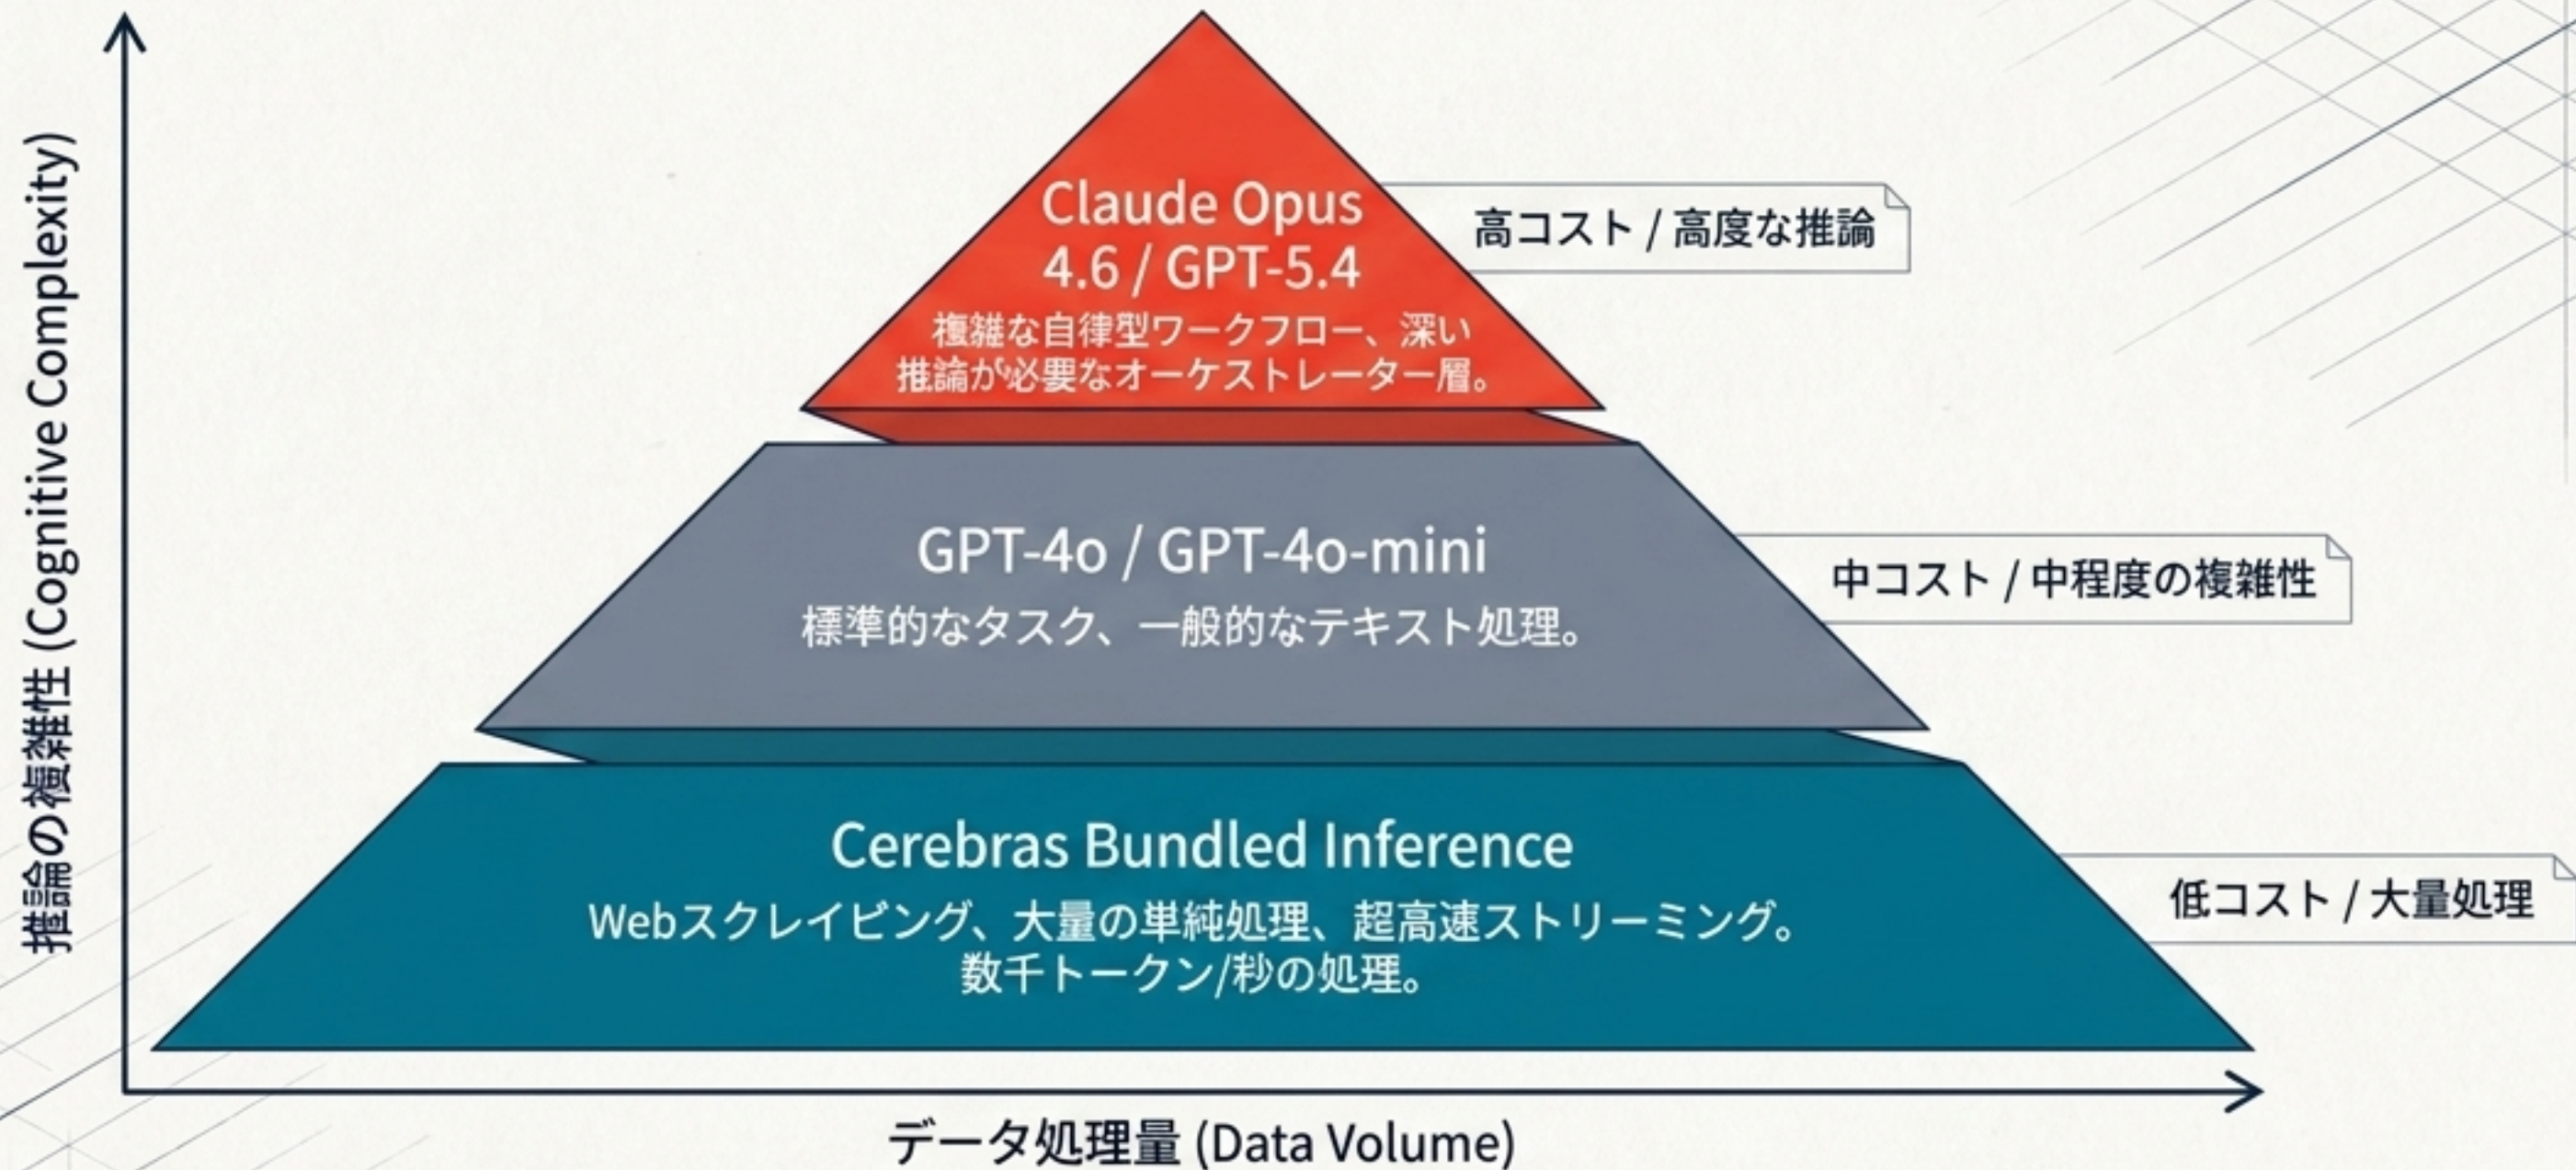 推論の複雑性 (Cognitive Complexity)
Claude Opus
4.6 / GPT-5.4
複雑な自律型ワークフロー、深い
推論が必要なオーケストレーター層。
高コスト / 高度な推論
GPT-4o / GPT-4o-mini
標準的なタスク、一般的なテキスト処理。
中コスト / 中程度の複雑性
Cerebras Bundled Inference
Webスクレイピング、大量の単純処理、超高速ストリーミング。
数千トークン/秒の処理。
低コスト / 大量処理
データ処理量 (Data Volume)